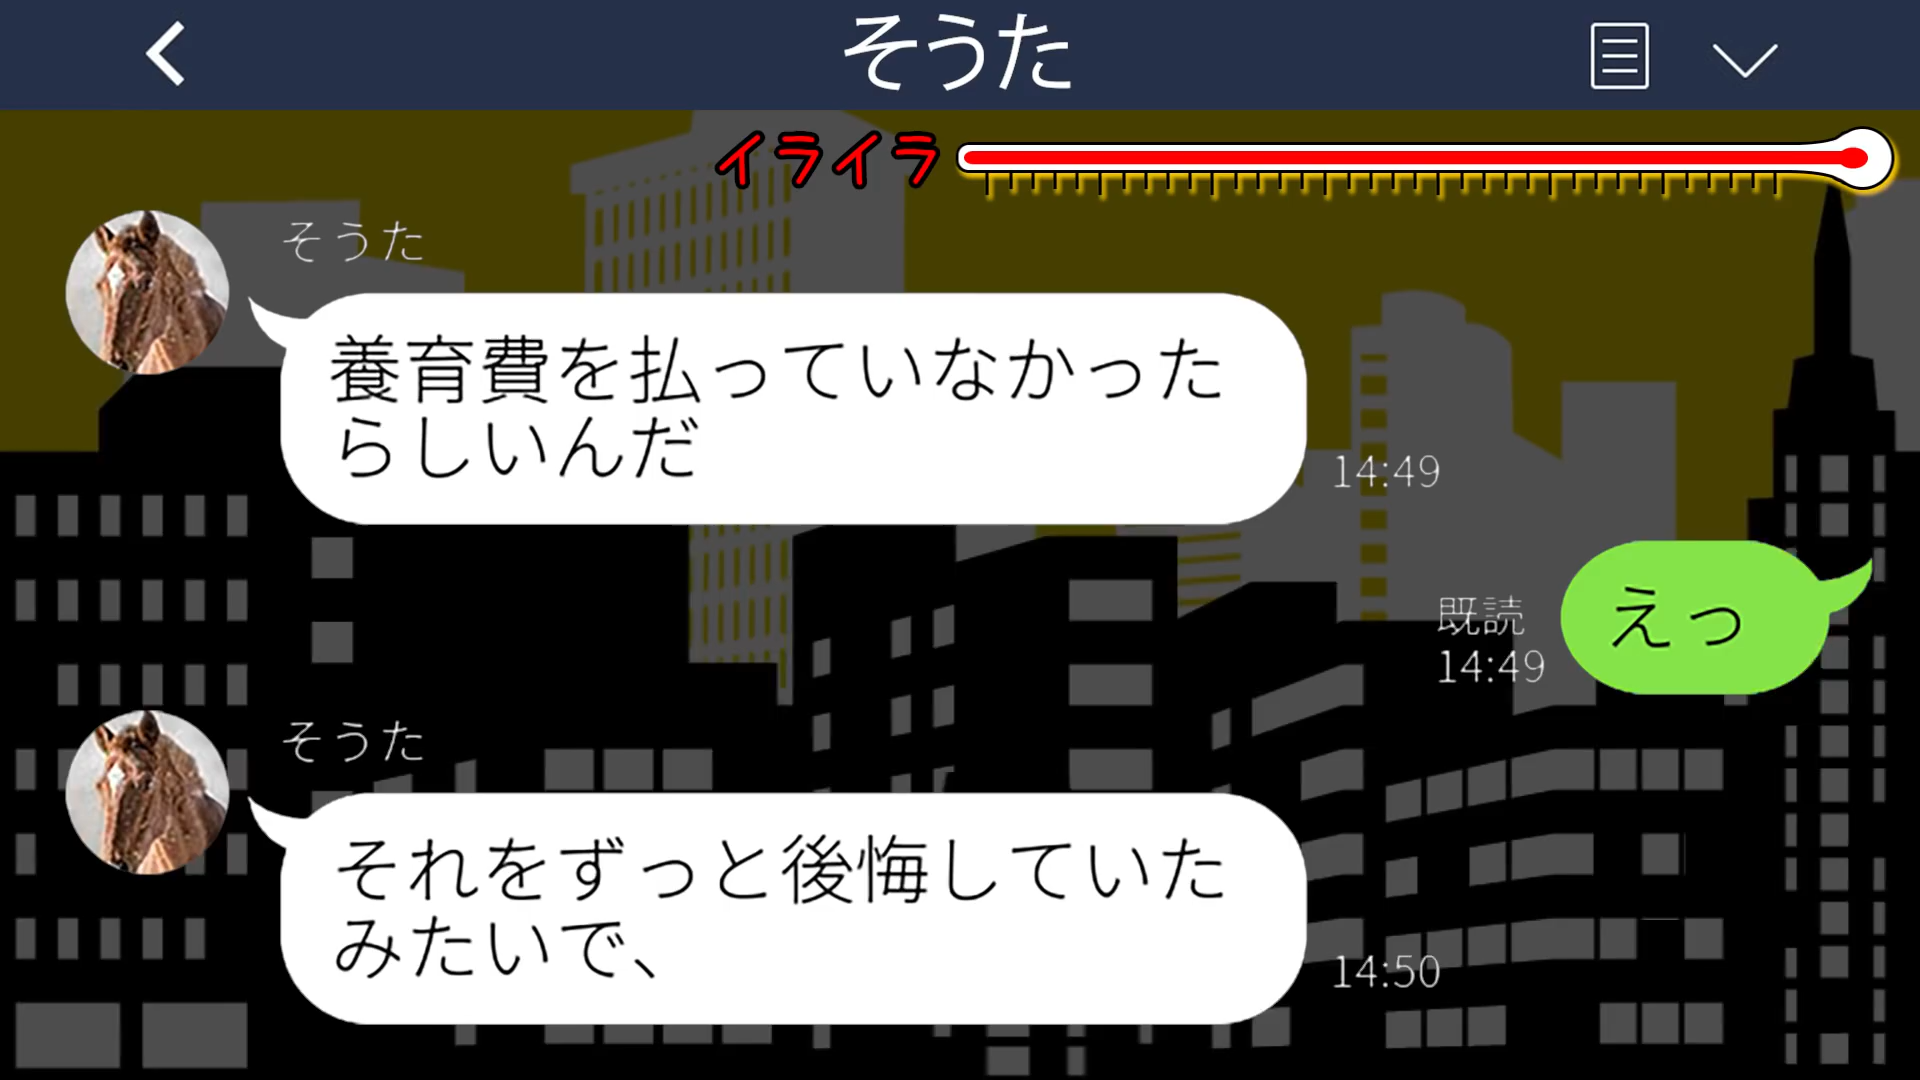 そうた
イライラ
そうた
養育費を払っていなかった
らしいんだ
14:49
えっ
既読
14:49
そうた
それをずっと後悔していた
みたいで、
14:50